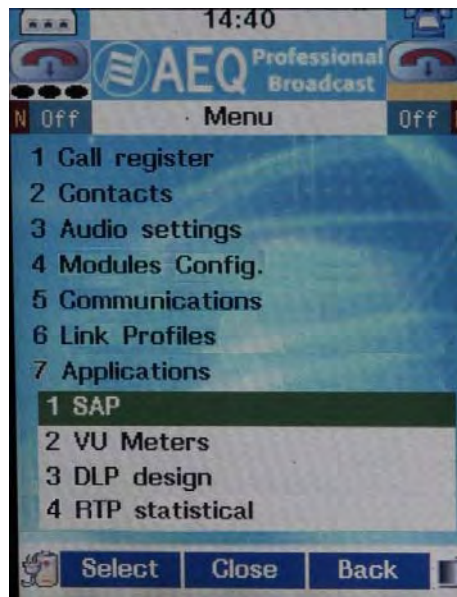 14:40
AEQ Professional Broadcast
N Off Menu Off
1 Call register
2 Contacts
3 Audio settings
4 Modules Config.
5 Communications
6 Link Profiles
7 Applications
1 SAP
2 VU Meters
3 DLP design
4 RTP statistical
Select Close Back